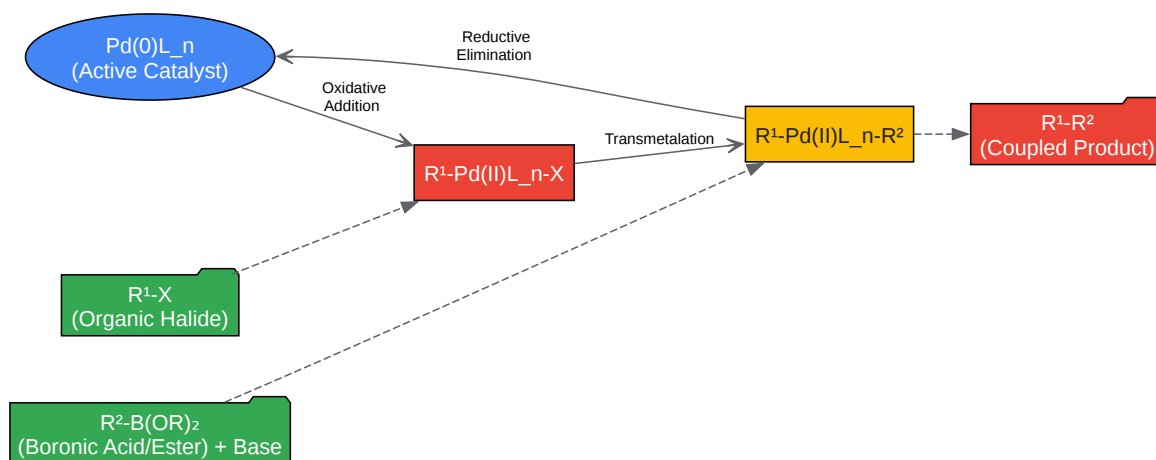 Pd(0)L_n
(Active Catalyst)
Reductive
Elimination
Oxidative
Addition
R¹-Pd(II)L_n-X
Transmetalation
R¹-Pd(II)L_n-R²
R¹-R²
(Coupled Product)
R¹-X
(Organic Halide)
R²-B(OR)₂
(Boronic Acid/Ester) + Base